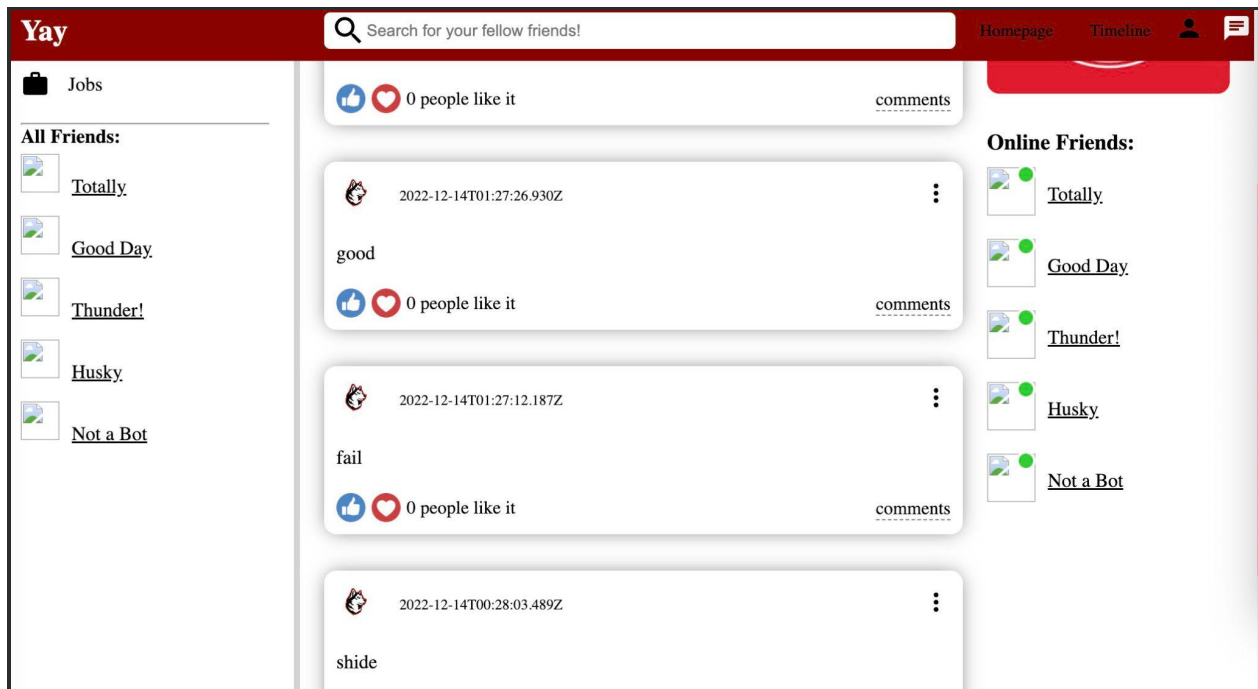 Yay
Search for your fellow friends!
Homepage
Timeline
Jobs
All Friends:
Totally
Good Day
Thunder!
Husky
Not a Bot
0 people like it
comments
2022-12-14T01:27:26.930Z
good
0 people like it
comments
2022-12-14T01:27:12.187Z
fail
0 people like it
comments
2022-12-14T00:28:03.489Z
shide
Online Friends:
Totally
Good Day
Thunder!
Husky
Not a Bot